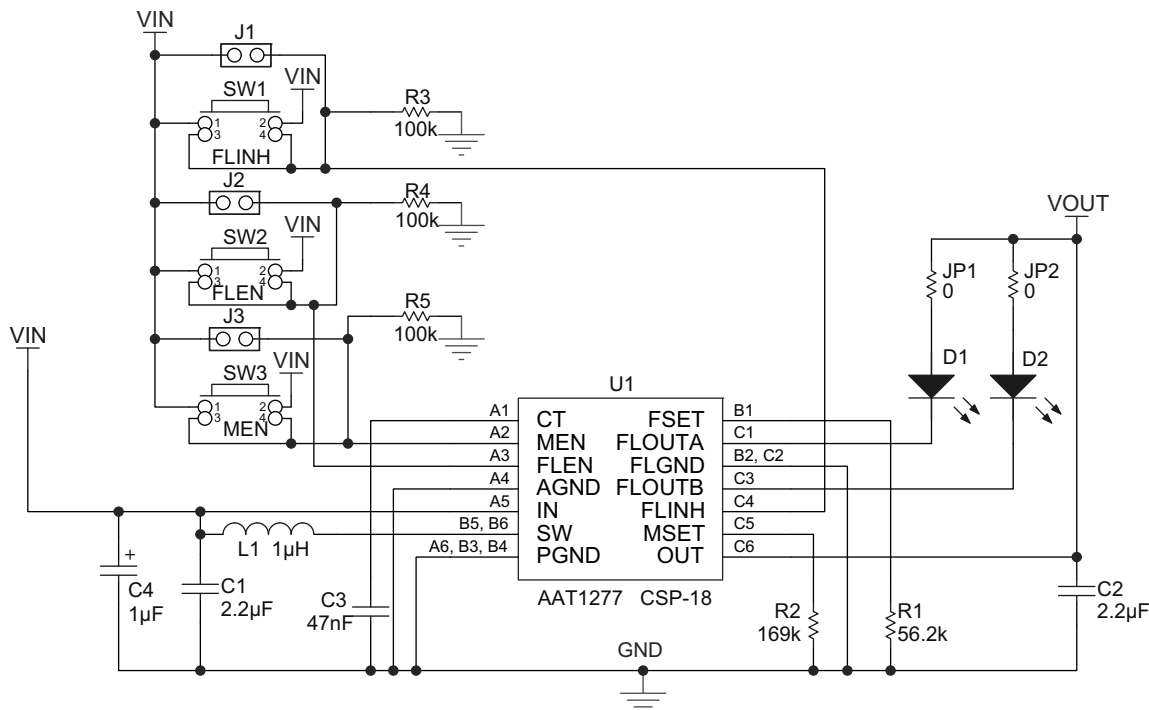 VIN
J1
SW1
VIN
1
2
3
4
FLINH
R3
100k
J2
R4
100k
SW2
VIN
1
2
3
4
FLEN
R5
100k
J3
SW3
VIN
1
2
3
4
MEN
VIN
VOUT
JP1
0
JP2
0
D1
D2
U1
A1
CT
FSET
B1
A2
MEN
FLOUTA
C1
A3
FLEN
FLGND
B2, C2
A4
AGND
FLOUTB
C3
A5
IN
FLINH
C4
B5, B6
SW
MSET
C5
A6, B3, B4
PGND
OUT
C6
AAT1277 CSP-18
L1 1µH
+
C4
1µF
C1
2.2µF
C3
47nF
R2
169k
R1
56.2k
C2
2.2µF
GND